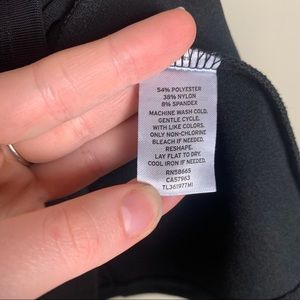 54% POLYESTER
38% NYLON
8% SPANDEX
MACHINE WASH COLD.
GENTLE CYCLE.
WITH LIKE COLORS.
ONLY NON-CHLORINE
BLEACH IF NEEDED.
RESHAPE.
LAY FLAT TO DRY.
COOL IRON IF NEEDED.
RN58665
CA57963
TL361977MI